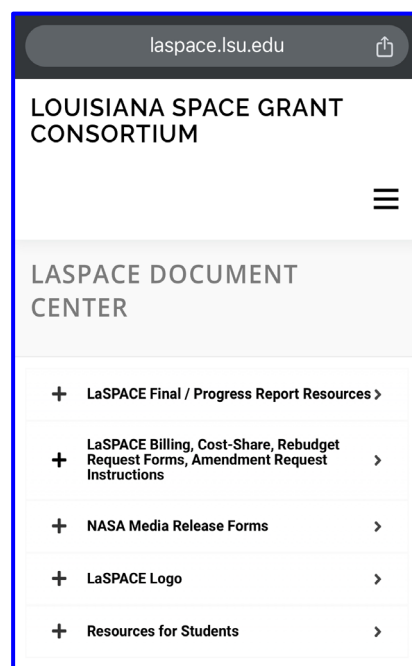 laspace.lsu.edu
LOUISIANA SPACE GRANT
CONSORTIUM
LASPACE DOCUMENT
CENTER
LaSPACE Final / Progress Report Resources
LaSPACE Billing, Cost-Share, Rebudget
Request Forms, Amendment Request
Instructions
NASA Media Release Forms
LaSPACE Logo
Resources for Students